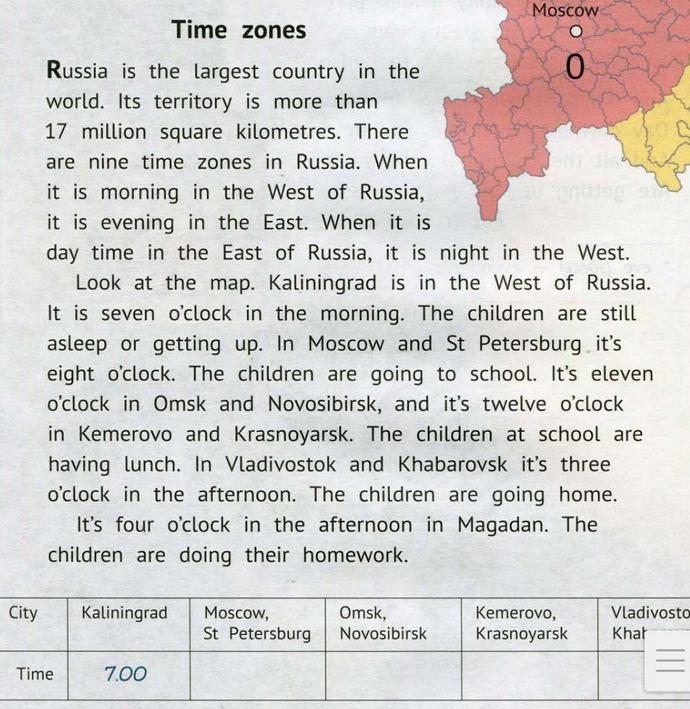 Moscow
0
Time zones
Russia is the largest country in the
world. Its territory is more than
17 million square kilometres. There
are nine time zones in Russia. When
it is morning in the West of Russia,
it is evening in the East. When it is
day time in the East of Russia, it is night in the West.
Look at the map. Kaliningrad is in the West of Russia.
It is seven o’clock in the morning. The children are still
asleep or getting up. In Moscow and St Petersburg it’s
eight o’clock. The children are going to school. It’s eleven
o’clock in Omsk and Novosibirsk, and it’s twelve o’clock
in Kemerovo and Krasnoyarsk. The children at school are
having lunch. In Vladivostok and Khabarovsk it’s three
o’clock in the afternoon. The children are going home.
It’s four o’clock in the afternoon in Magadan. The
children are doing their homework.
City Kaliningrad Moscow, St Petersburg Omsk, Novosibirsk Kemerovo, Krasnoyarsk
Time 7.00